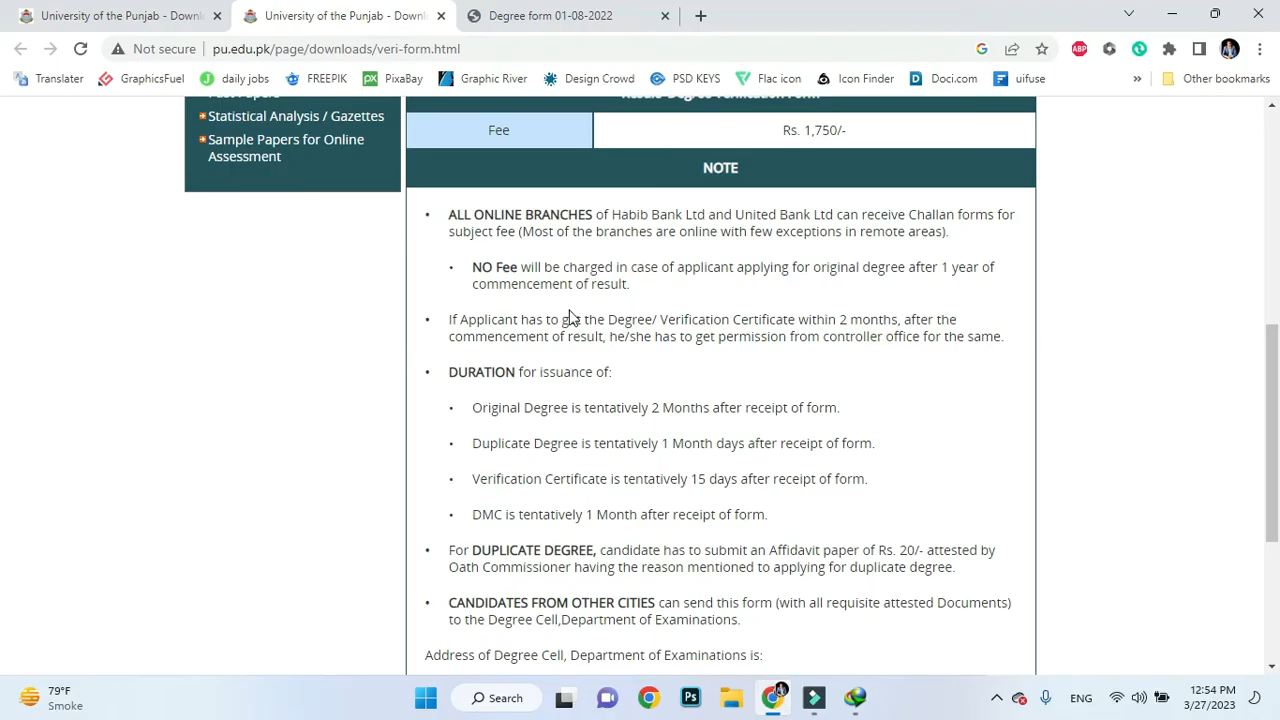 University of the Punjab - Downl
University of the Punjab - Downl
Degree form 01-08-2022
Not secure
pu.edu.pk/page/downloads/veri-form.html
Translater
GraphicsFuel
daily jobs
FREEPIK
PixaBay
Graphic River
Design Crowd
PSD KEYS
Flac icon
Icon Finder
Doci.com
uifuse
»
Other bookmarks
Statistical Analysis / Gazettes
Sample Papers for Online
Assessment
Fee
Rs. 1,750/-
NOTE
• ALL ONLINE BRANCHES of Habib Bank Ltd and United Bank Ltd can receive Challan forms for
subject fee (Most of the branches are online with few exceptions in remote areas).
• NO Fee will be charged in case of applicant applying for original degree after 1 year of
commencement of result.
• If Applicant has to get the Degree/ Verification Certificate within 2 months, after the
commencement of result, he/she has to get permission from controller office for the same.
• DURATION for issuance of:
• Original Degree is tentatively 2 Months after receipt of form.
• Duplicate Degree is tentatively 1 Month days after receipt of form.
• Verification Certificate is tentatively 15 days after receipt of form.
• DMC is tentatively 1 Month after receipt of form.
• For DUPLICATE DEGREE, candidate has to submit an Affidavit paper of Rs. 20/- attested by
Oath Commissioner having the reason mentioned to applying for duplicate degree.
• CANDIDATES FROM OTHER CITIES can send this form (with all requisite attested Documents)
to the Degree Cell,Department of Examinations.
Address of Degree Cell, Department of Examinations is:
79°F
Smoke
Search
Ps
ENG
12:54 PM
3/27/2023